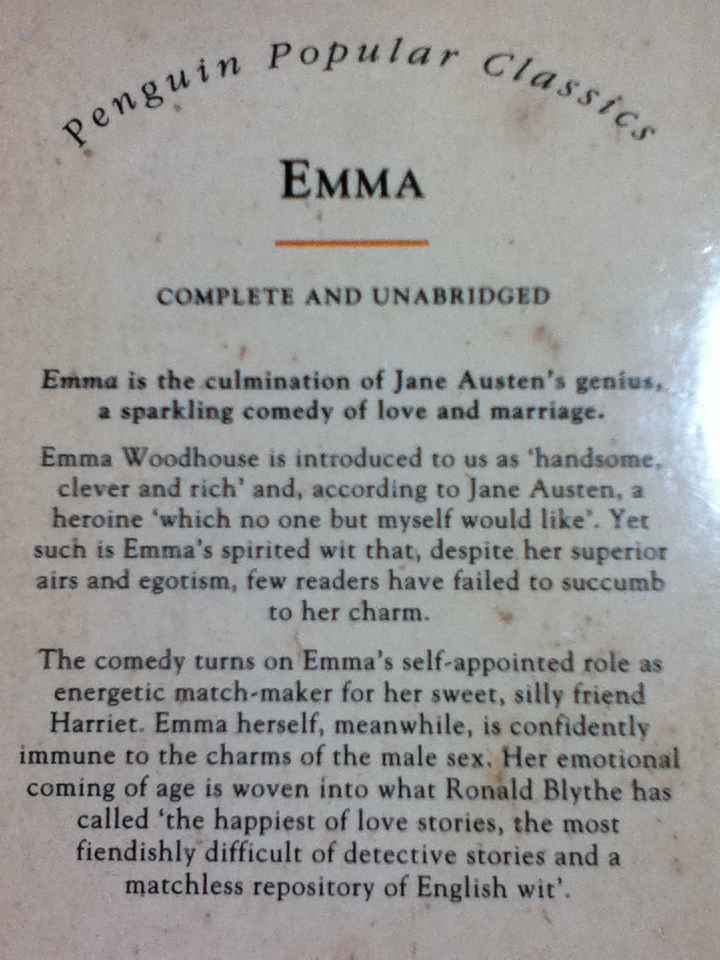 Penguin Popular Classics
EMMA
COMPLETE AND UNABRIDGED
Emma is the culmination of Jane Austen's genius,
a sparkling comedy of love and marriage.
Emma Woodhouse is introduced to us as 'handsome,
clever and rich' and, according to Jane Austen, a
heroine 'which no one but myself would like'. Yet
such is Emma's spirited wit that, despite her superior
airs and egotism, few readers have failed to succumb
to her charm.
The comedy turns on Emma's self-appointed role as
energetic match-maker for her sweet, silly friend
Harriet. Emma herself, meanwhile, is confidently
immune to the charms of the male sex. Her emotional
coming of age is woven into what Ronald Blythe has
called 'the happiest of love stories, the most
fiendishly difficult of detective stories and a
matchless repository of English wit'.